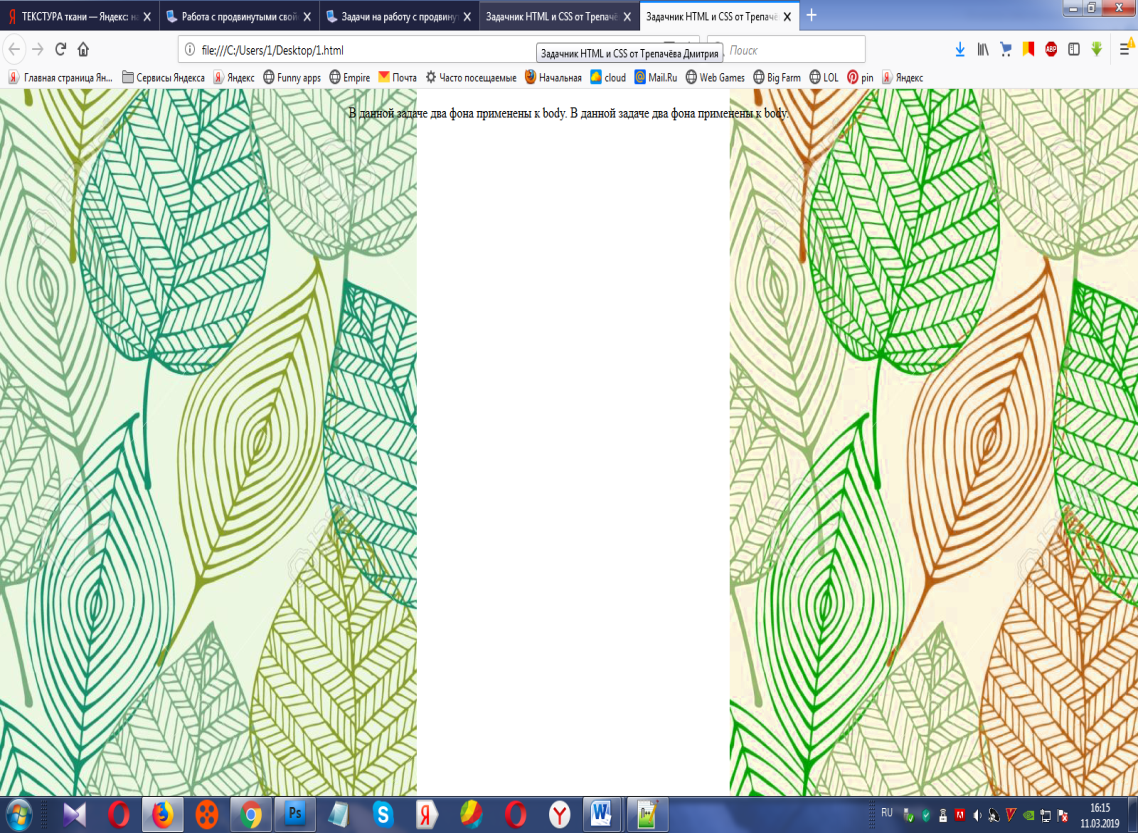 ТЕКСТУРА ткани — Яндекс: на
Работа с продвинутыми свой
Задачи на работу с продвинут
Задачник HTML и CSS от Трепачё
Задачник HTML и CSS от Трепачё
file:///C:/Users/1/Desktop/1.html
Поиск
Задачник HTML и CSS от Трепачёва Дмитрия
Главная страница Ян...
Сервисы Яндекса
Яндекс
Funny apps
Empire
Почта
Часто посещаемые
Начальная
cloud
Mail.Ru
Web Games
Big Farm
LOL
pin
Яндекс
В данной задаче два фона применены к body. В данной задаче два фона применены к body.
RU
16:15
11.03.2019